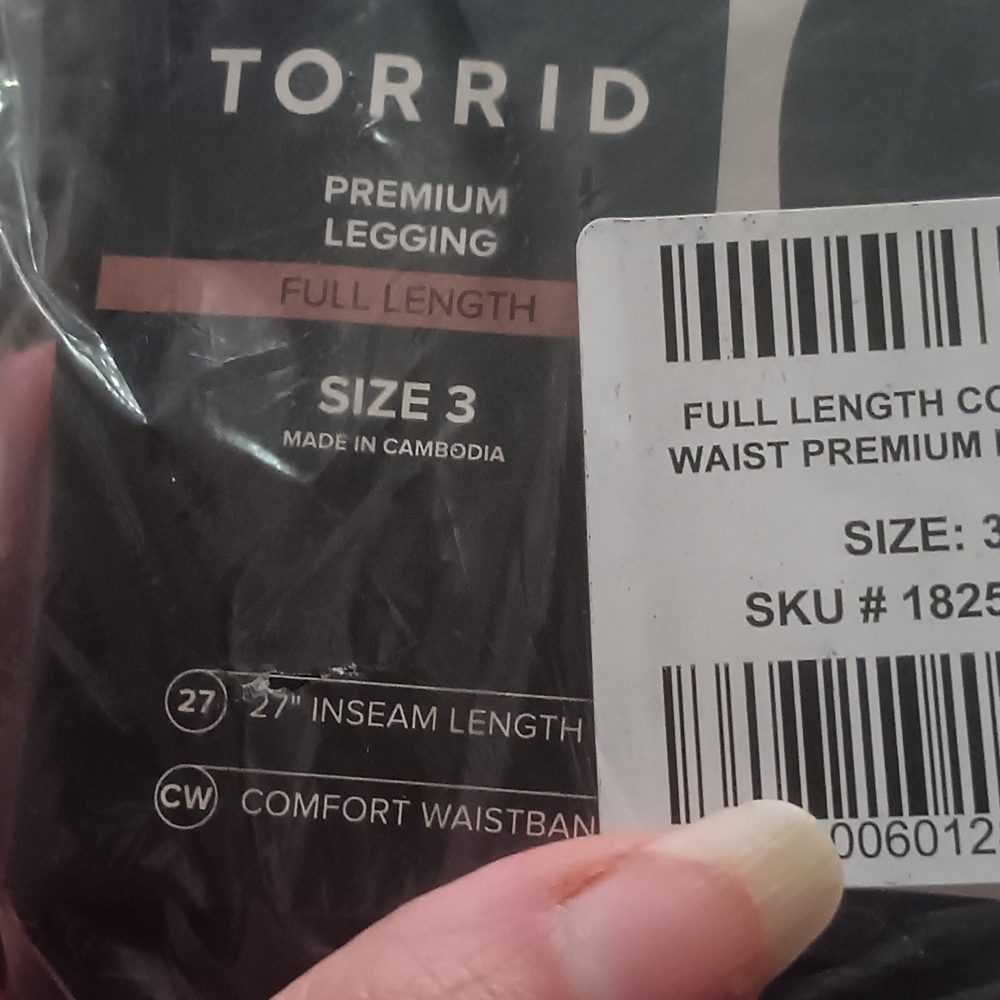 TORRID
PREMIUM
LEGGING
FULL LENGTH
SIZE 3
MADE IN CAMBODIA
27 27" INSEAM LENGTH
CW COMFORT WAISTBAN
FULL LENGTH CO
WAIST PREMIUM
SIZE: 3
SKU # 1825
006012